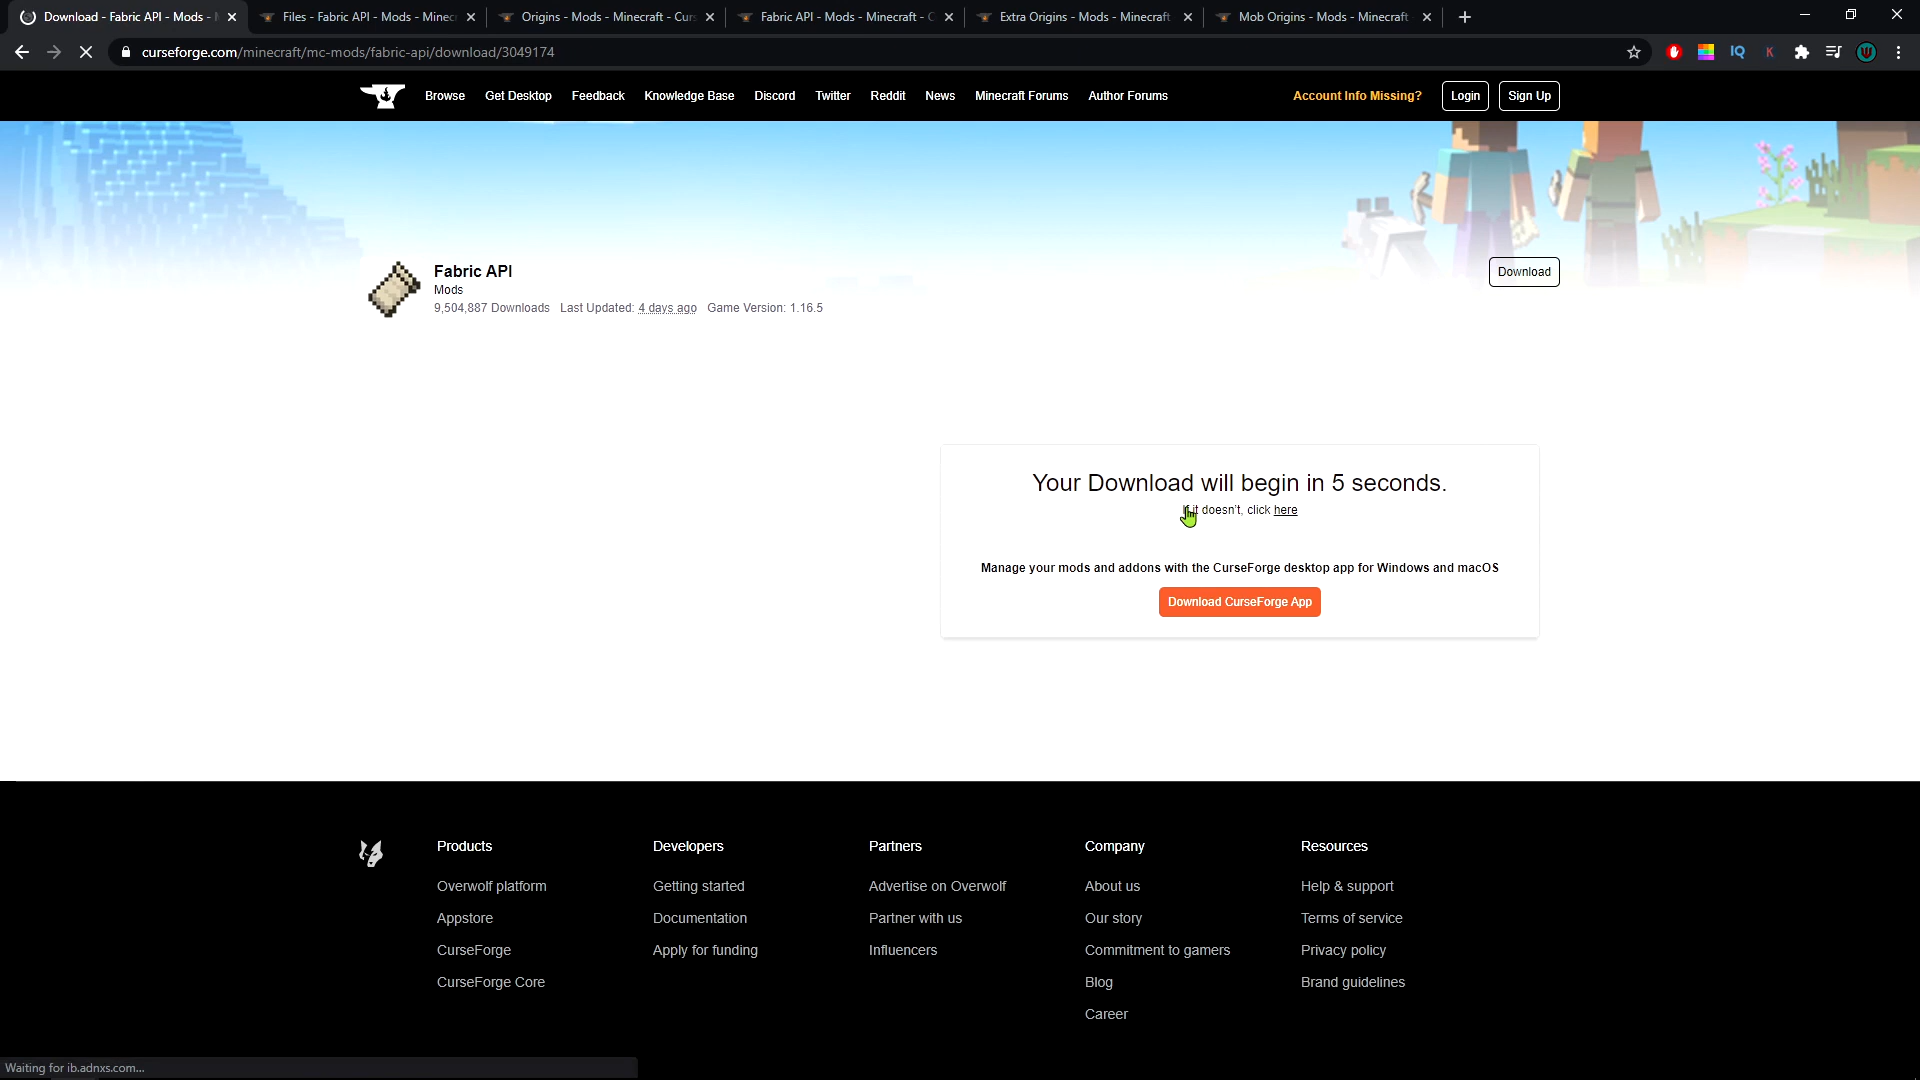 Download - Fabric API - Mods -
Files - Fabric API - Mods - Minec
Origins - Mods - Minecraft - Cur
Fabric API - Mods - Minecraft - C
Extra Origins - Mods - Minecraft
Mob Origins - Mods - Minecraft
curseforge.com/minecraft/mc-mods/fabric-api/download/3049174
IQ
K
Browse
Get Desktop
Feedback
Knowledge Base
Discord
Twitter
Reddit
News
Minecraft Forums
Author Forums
Account Info Missing?
Login
Sign Up
Fabric API
Mods
9,504,887 Downloads Last Updated: 4 days ago Game Version: 1.16.5
Download
Your Download will begin in 5 seconds.
If it doesn't, click here
Manage your mods and addons with the CurseForge desktop app for Windows and macOS
Download CurseForge App
Products
Overwolf platform
Appstore
CurseForge
CurseForge Core
Developers
Getting started
Documentation
Apply for funding
Partners
Advertise on Overwolf
Partner with us
Influencers
Company
About us
Our story
Commitment to gamers
Blog
Career
Resources
Help & support
Terms of service
Privacy policy
Brand guidelines
Waiting for ib.adnxs.com...